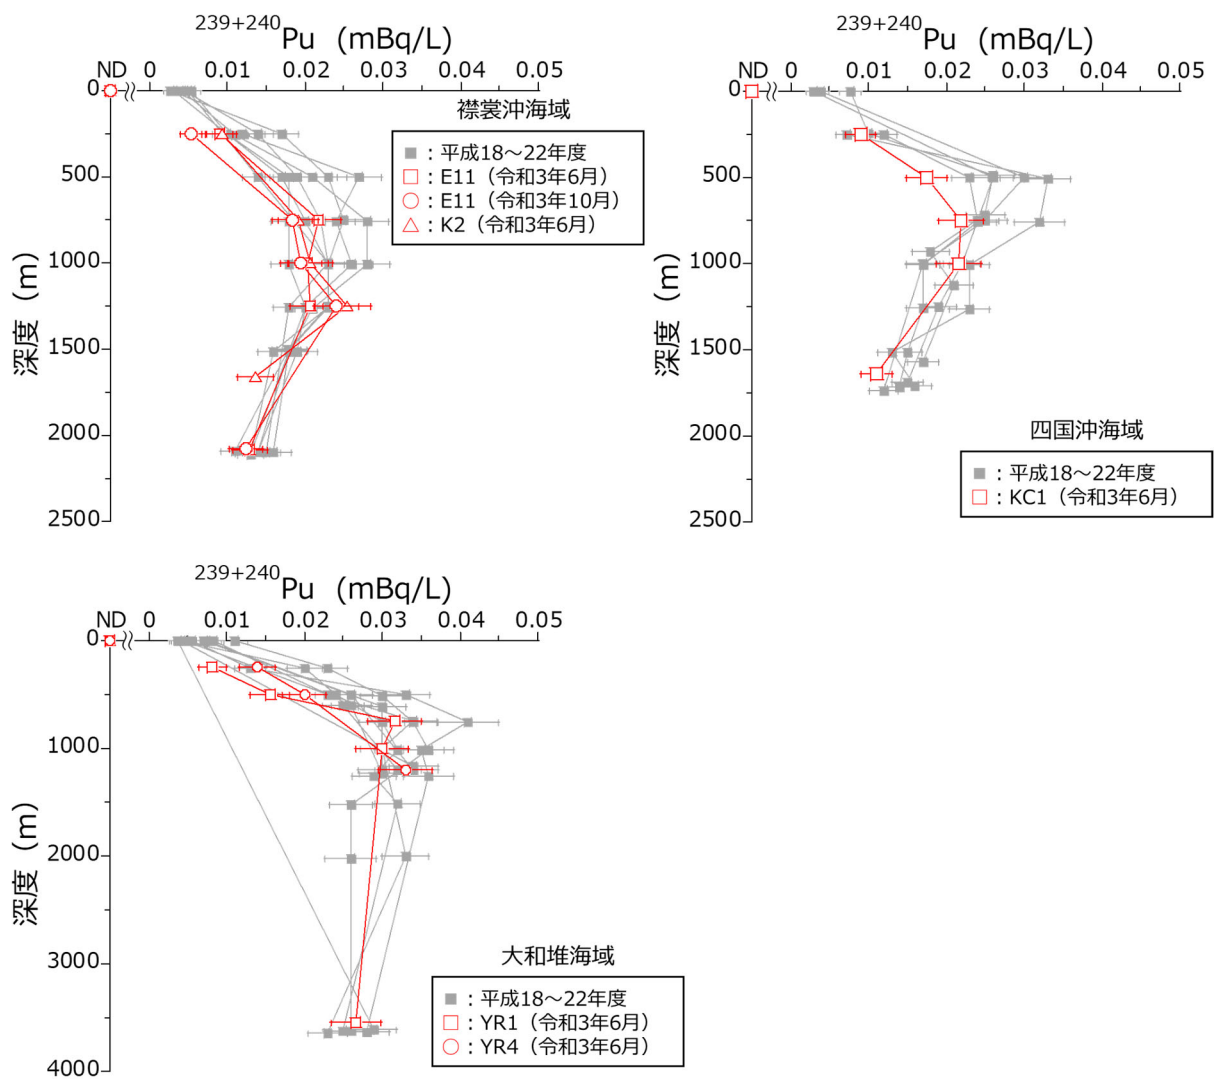 239+240Pu (mBq/L)
ND 0 0.01 0.02 0.03 0.04 0.05
0
500
1000
1500
2000
2500
深度 (m)
襟裳沖海域
：平成18～22年度
：E11（令和3年6月）
：E11（令和3年10月）
：K2（令和3年6月）
239+240Pu (mBq/L)
ND 0 0.01 0.02 0.03 0.04 0.05
0
500
1000
1500
2000
2500
深度 (m)
四国沖海域
：平成18～22年度
：KC1（令和3年6月）
239+240Pu (mBq/L)
ND 0 0.01 0.02 0.03 0.04 0.05
0
1000
2000
3000
4000
深度 (m)
大和堆海域
：平成18～22年度
：YR1（令和3年6月）
：YR4（令和3年6月）